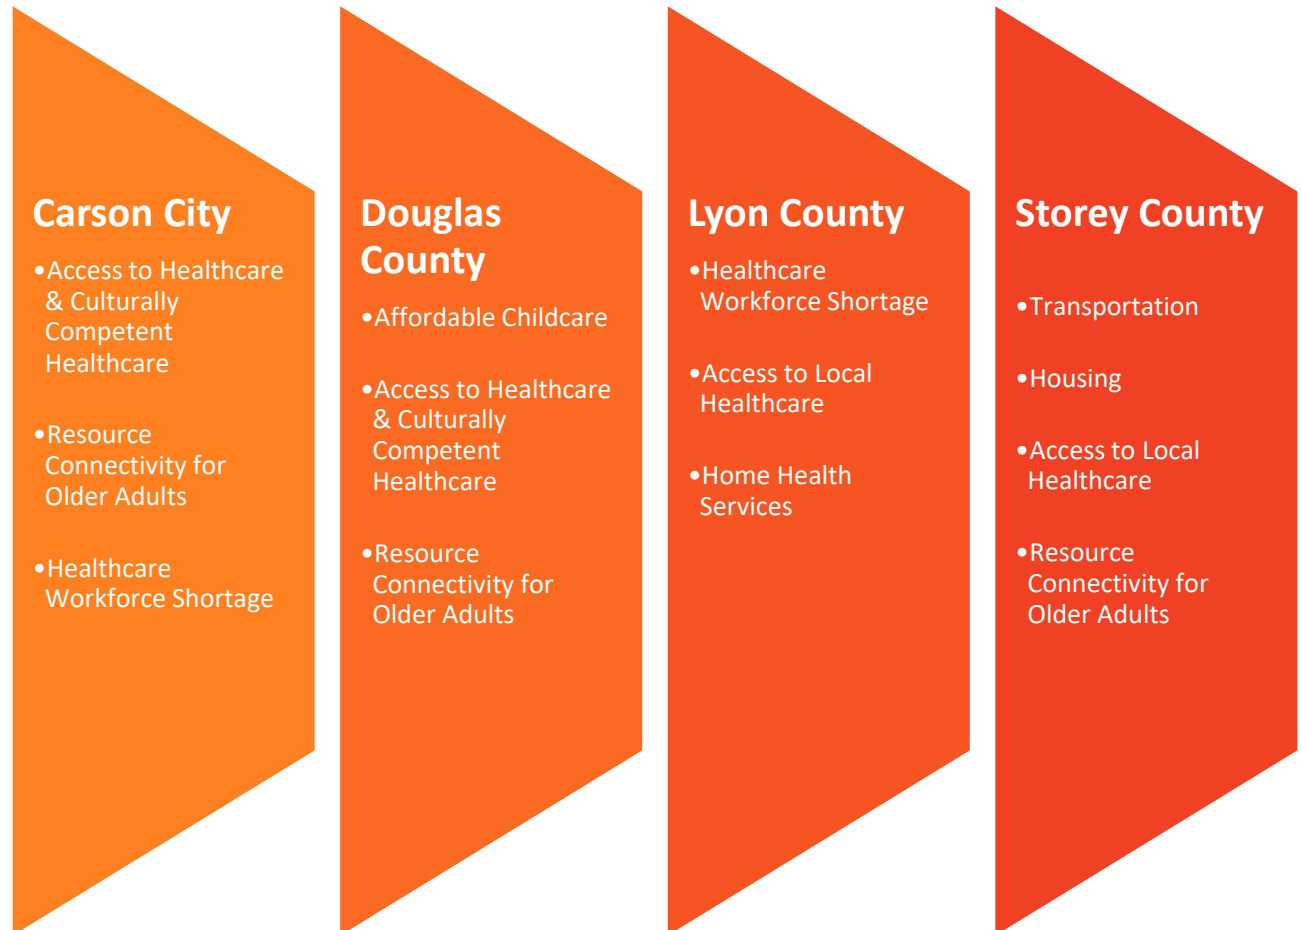 Carson City
•Access to Healthcare
& Culturally
Competent
Healthcare
•Resource
Connectivity for
Older Adults
•Healthcare
Workforce Shortage
Douglas
County
•Affordable Childcare
•Access to Healthcare
& Culturally
Competent
Healthcare
•Resource
Connectivity for
Older Adults
Lyon County
•Healthcare
Workforce Shortage
•Access to Local
Healthcare
•Home Health
Services
Storey County
•Transportation
•Housing
•Access to Local
Healthcare
•Resource
Connectivity for
Older Adults